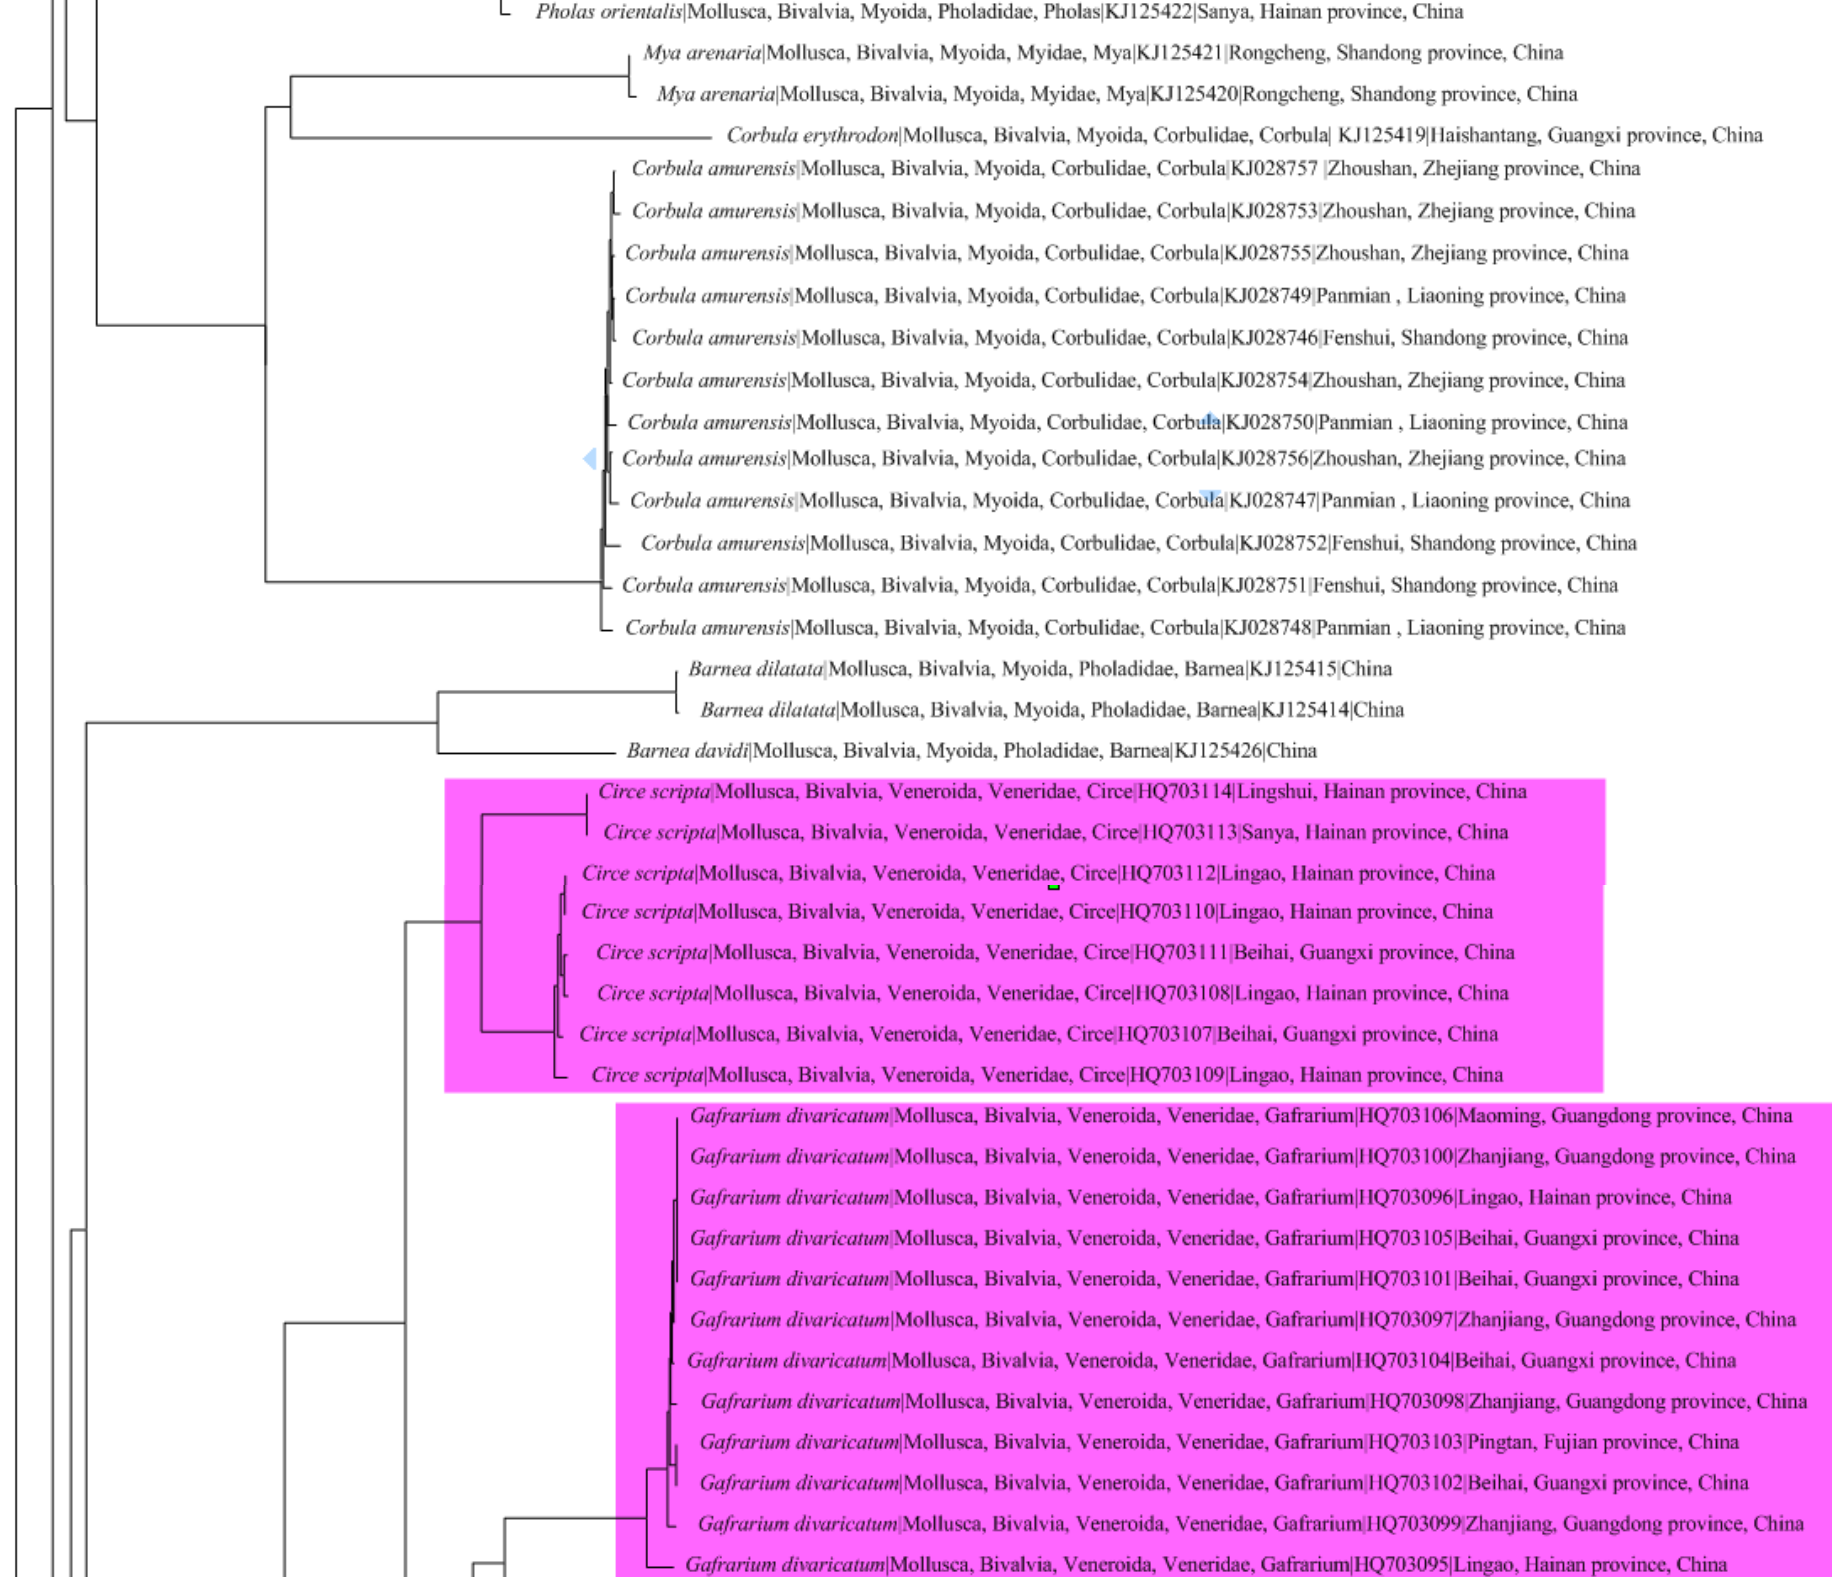 Pholas orientalis|Mollusca, Bivalvia, Myoida, Pholadidae, Pholas|KJ125422|Sanya, Hainan province, China
Mya arenaria|Mollusca, Bivalvia, Myoida, Myidae, Mya|KJ125421|Rongcheng, Shandong province, China
Mya arenaria|Mollusca, Bivalvia, Myoida, Myidae, Mya|KJ125420|Rongcheng, Shandong province, China
Corbula erythrodon|Mollusca, Bivalvia, Myoida, Corbulidae, Corbula| KJ125419|Haishantang, Guangxi province, China
Corbula amurensis|Mollusca, Bivalvia, Myoida, Corbulidae, Corbula|KJ028757 |Zhoushan, Zhejiang province, China
Corbula amurensis|Mollusca, Bivalvia, Myoida, Corbulidae, Corbula|KJ028753|Zhoushan, Zhejiang province, China
Corbula amurensis|Mollusca, Bivalvia, Myoida, Corbulidae, Corbula|KJ028755|Zhoushan, Zhejiang province, China
Corbula amurensis|Mollusca, Bivalvia, Myoida, Corbulidae, Corbula|KJ028749|Panmian , Liaoning province, China
Corbula amurensis|Mollusca, Bivalvia, Myoida, Corbulidae, Corbula|KJ028746|Fenshui, Shandong province, China
Corbula amurensis|Mollusca, Bivalvia, Myoida, Corbulidae, Corbula|KJ028754|Zhoushan, Zhejiang province, China
Corbula amurensis|Mollusca, Bivalvia, Myoida, Corbulidae, Corbula|KJ028750|Panmian , Liaoning province, China
Corbula amurensis|Mollusca, Bivalvia, Myoida, Corbulidae, Corbula|KJ028756|Zhoushan, Zhejiang province, China
Corbula amurensis|Mollusca, Bivalvia, Myoida, Corbulidae, Corbula|KJ028747|Panmian , Liaoning province, China
Corbula amurensis|Mollusca, Bivalvia, Myoida, Corbulidae, Corbula|KJ028752|Fenshui, Shandong province, China
Corbula amurensis|Mollusca, Bivalvia, Myoida, Corbulidae, Corbula|KJ028751|Fenshui, Shandong province, China
Corbula amurensis|Mollusca, Bivalvia, Myoida, Corbulidae, Corbula|KJ028748|Panmian , Liaoning province, China
Barnea dilatata|Mollusca, Bivalvia, Myoida, Pholadidae, Barnea|KJ125415|China
Barnea dilatata|Mollusca, Bivalvia, Myoida, Pholadidae, Barnea|KJ125414|China
Barnea davidi|Mollusca, Bivalvia, Myoida, Pholadidae, Barnea|KJ125426|China
Circe scripta|Mollusca, Bivalvia, Veneroida, Veneridae, Circe|HQ703114|Lingshui, Hainan province, China
Circe scripta|Mollusca, Bivalvia, Veneroida, Veneridae, Circe|HQ703113|Sanya, Hainan province, China
Circe scripta|Mollusca, Bivalvia, Veneroida, Veneridae, Circe|HQ703112|Lingao, Hainan province, China
Circe scripta|Mollusca, Bivalvia, Veneroida, Veneridae, Circe|HQ703110|Lingao, Hainan province, China
Circe scripta|Mollusca, Bivalvia, Veneroida, Veneridae, Circe|HQ703111|Beihai, Guangxi province, China
Circe scripta|Mollusca, Bivalvia, Veneroida, Veneridae, Circe|HQ703108|Lingao, Hainan province, China
Circe scripta|Mollusca, Bivalvia, Veneroida, Veneridae, Circe|HQ703107|Beihai, Guangxi province, China
Circe scripta|Mollusca, Bivalvia, Veneroida, Veneridae, Circe|HQ703109|Lingao, Hainan province, China
Gafrarium divaricatum|Mollusca, Bivalvia, Veneroida, Veneridae, Gafrarium|HQ703106|Maoming, Guangdong province, China
Gafrarium divaricatum|Mollusca, Bivalvia, Veneroida, Veneridae, Gafrarium|HQ703100|Zhanjiang, Guangdong province, China
Gafrarium divaricatum|Mollusca, Bivalvia, Veneroida, Veneridae, Gafrarium|HQ703096|Lingao, Hainan province, China
Gafrarium divaricatum|Mollusca, Bivalvia, Veneroida, Veneridae, Gafrarium|HQ703105|Beihai, Guangxi province, China
Gafrarium divaricatum|Mollusca, Bivalvia, Veneroida, Veneridae, Gafrarium|HQ703101|Beihai, Guangxi province, China
Gafrarium divaricatum|Mollusca, Bivalvia, Veneroida, Veneridae, Gafrarium|HQ703097|Zhanjiang, Guangdong province, China
Gafrarium divaricatum|Mollusca, Bivalvia, Veneroida, Veneridae, Gafrarium|HQ703104|Beihai, Guangxi province, China
Gafrarium divaricatum|Mollusca, Bivalvia, Veneroida, Veneridae, Gafrarium|HQ703098|Zhanjiang, Guangdong province, China
Gafrarium divaricatum|Mollusca, Bivalvia, Veneroida, Veneridae, Gafrarium|HQ703103|Pingtan, Fujian province, China
Gafrarium divaricatum|Mollusca, Bivalvia, Veneroida, Veneridae, Gafrarium|HQ703102|Beihai, Guangxi province, China
Gafrarium divaricatum|Mollusca, Bivalvia, Veneroida, Veneridae, Gafrarium|HQ703099|Zhanjiang, Guangdong province, China
Gafrarium divaricatum|Mollusca, Bivalvia, Veneroida, Veneridae, Gafrarium|HQ703095|Lingao, Hainan province, China